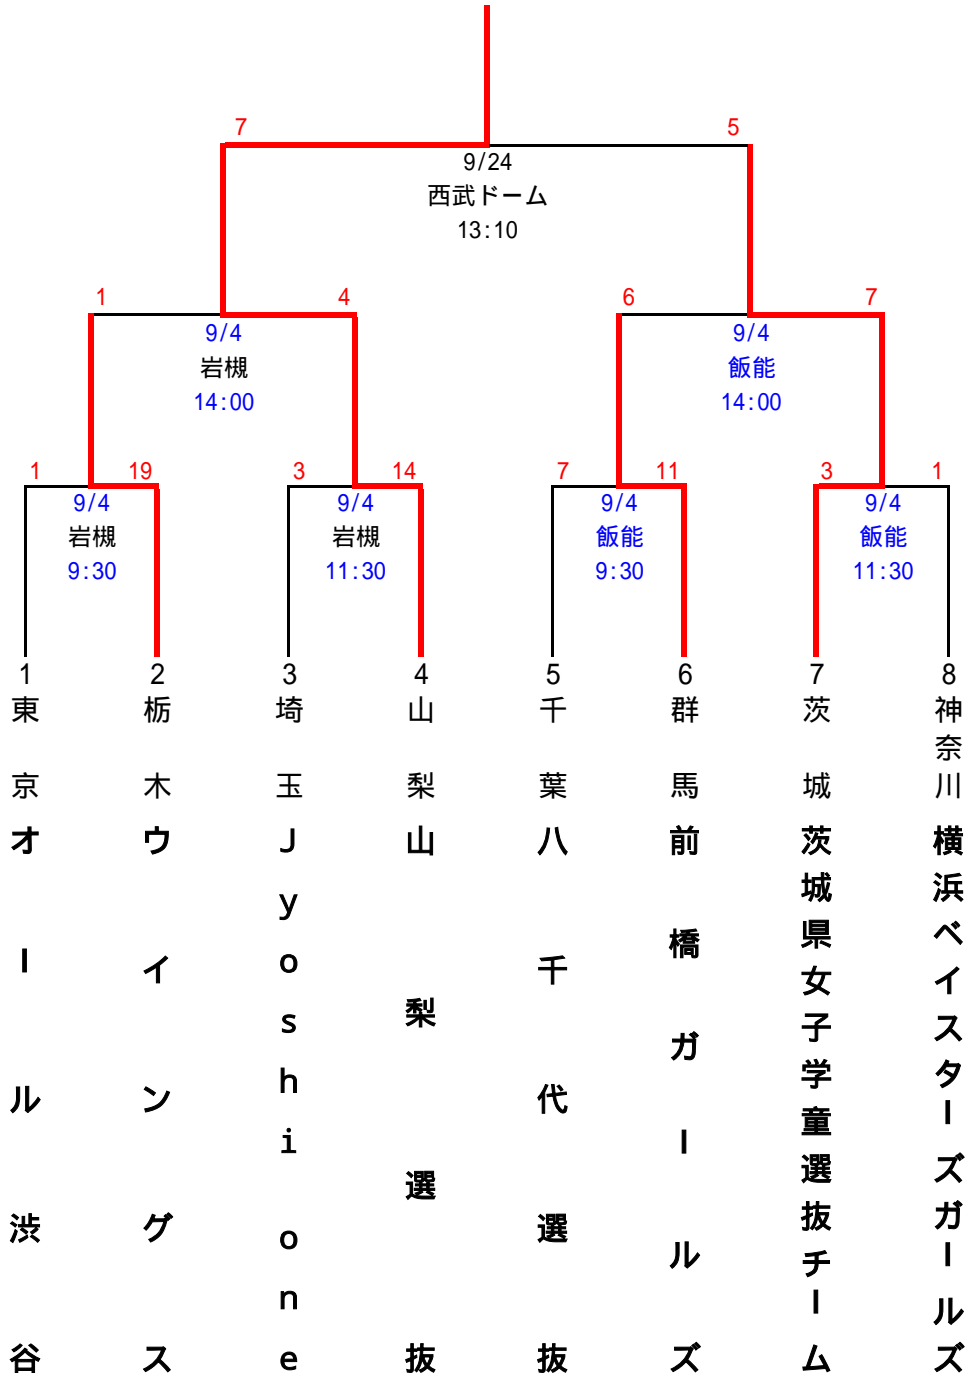 7 5
9/24
西武ドーム
13:10
1 4 6 7
9/4 9/4
岩槻 飯能
14:00 14:00
1 19 3 14 7 11 3 1
9/4 9/4 9/4 9/4
岩槻 岩槻 飯能 飯能
9:30 11:30 9:30 11:30
1 2 3 4 5 6 7 8
東京
オール渋谷
栃木
ウイングス
埼玉
Jyoshi one
山梨
山梨選抜
千葉
八千代選抜
群馬
前橋ガールズ
茨城
茨城県女子学童選抜チーム
神奈川
横浜ベイスターズガールズ